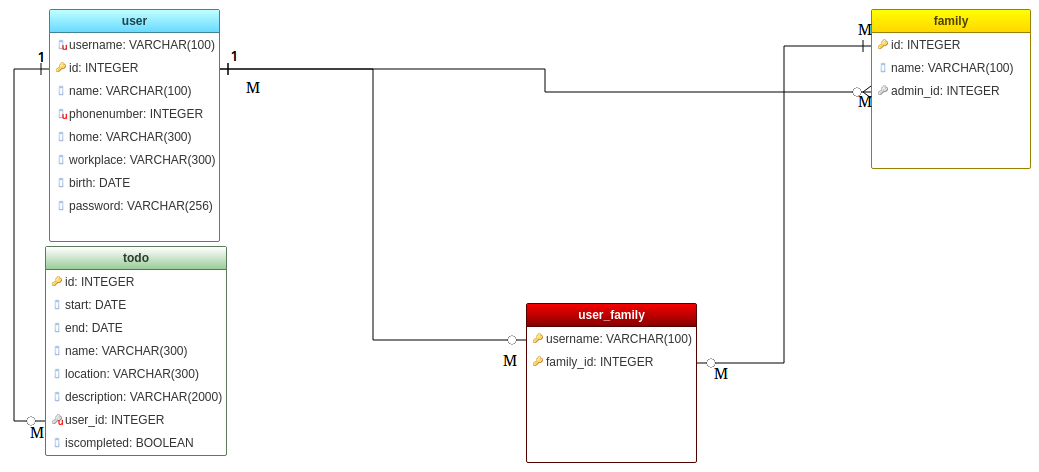 user
username: VARCHAR(100)
id: INTEGER
name: VARCHAR(100)
phonenumber: INTEGER
home: VARCHAR(300)
workplace: VARCHAR(300)
birth: DATE
password: VARCHAR(256)
1
1
M
todo
id: INTEGER
start: DATE
end: DATE
name: VARCHAR(300)
location: VARCHAR(300)
description: VARCHAR(2000)
user_id: INTEGER
iscompleted: BOOLEAN
M
user_family
username: VARCHAR(100)
family_id: INTEGER
M
M
family
id: INTEGER
name: VARCHAR(100)
admin_id: INTEGER
M
M